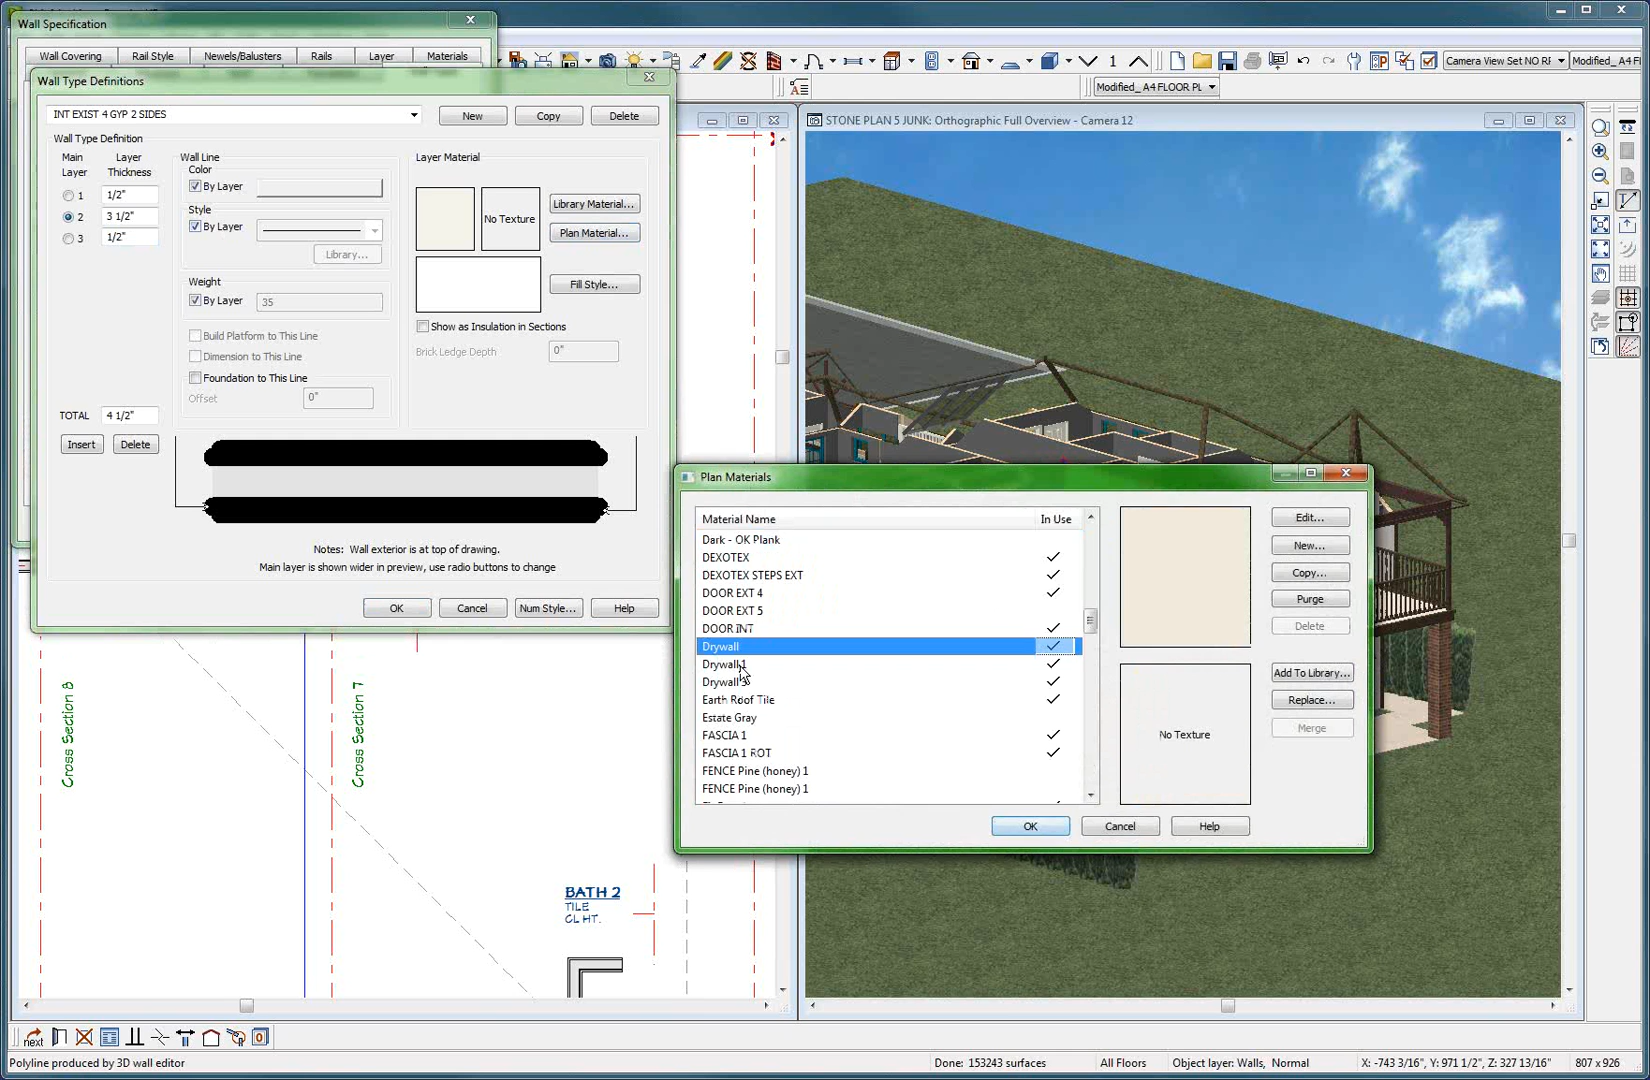 Wall Specification
Wall Covering
Rail Style
Newels/Balusters
Rails
Layer
Materials
1
Camera View Set NO RF
Modified_ A4 FI
Modified_ A4 FLOOR PL
Wall Type Definitions
INT EXIST 4 GYP 2 SIDES
New
Copy
Delete
Wall Type Definition
Main
Layer
Layer
Thickness
1
1/2"
2
3 1/2"
3
1/2"
TOTAL
4 1/2"
Insert
Delete
Wall Line
Color
By Layer
Style
By Layer
Library...
Weight
By Layer
35
Build Platform to This Line
Dimension to This Line
Foundation to This Line
Offset
0"
Layer Material
No Texture
Library Material...
Plan Material...
Fill Style...
Show as Insulation in Sections
Brick Ledge Depth
0"
Notes: Wall exterior is at top of drawing.
Main layer is shown wider in preview, use radio buttons to change
OK
Cancel
Num Style...
Help
STONE PLAN 5 JUNK: Orthographic Full Overview - Camera 12
Plan Materials
Material Name
In Use
Dark - OK Plank
DEXOTEX
DEXOTEX STEPS EXT
DOOR EXT 4
DOOR EXT 5
DOOR INT
Drywall
Drywall 1
Drywall
Earth Roof Tile
Estate Gray
FASCIA 1
FASCIA 1 ROT
FENCE Pine (honey) 1
FENCE Pine (honey) 1
No Texture
Edit...
New...
Copy...
Purge
Delete
Add To Library...
Replace...
Merge
OK
Cancel
Help
Cross Section 8
Cross Section 7
BATH 2
TILE
CL HT.
next
Polyline produced by 3D wall editor
Done: 153243 surfaces
All Floors
Object layer: Walls, Normal
X: -743 3/16", Y: 971 1/2", Z: 327 13/16"
807 x 926